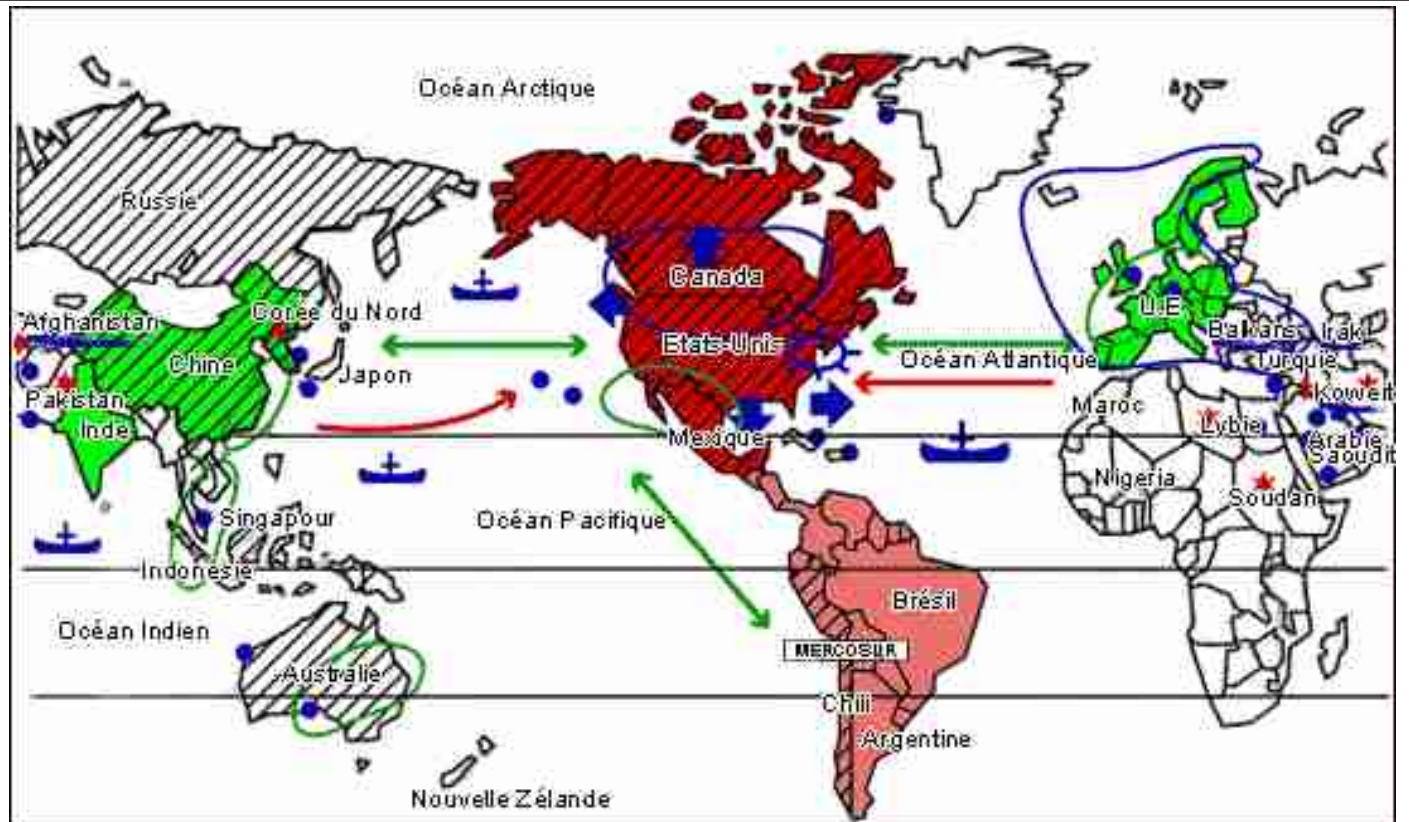 Océan Arctique
Russie
Canada
Afghanistan
Corée du Nord
Chine
Japon
Etats-Unis
U.E
Balkans
Irak
Turquie
Océan Atlantique
Koweit
Pakistan
Inde
Mexique
Maroc
Lybie
Arabie
Saoudit
Nigeria
Soudan
Singapour
Océan Pacifique
Indonésie
Brésil
Océan Indien
MERCOSUR
Australie
Chili
Argentine
Nouvelle Zélande